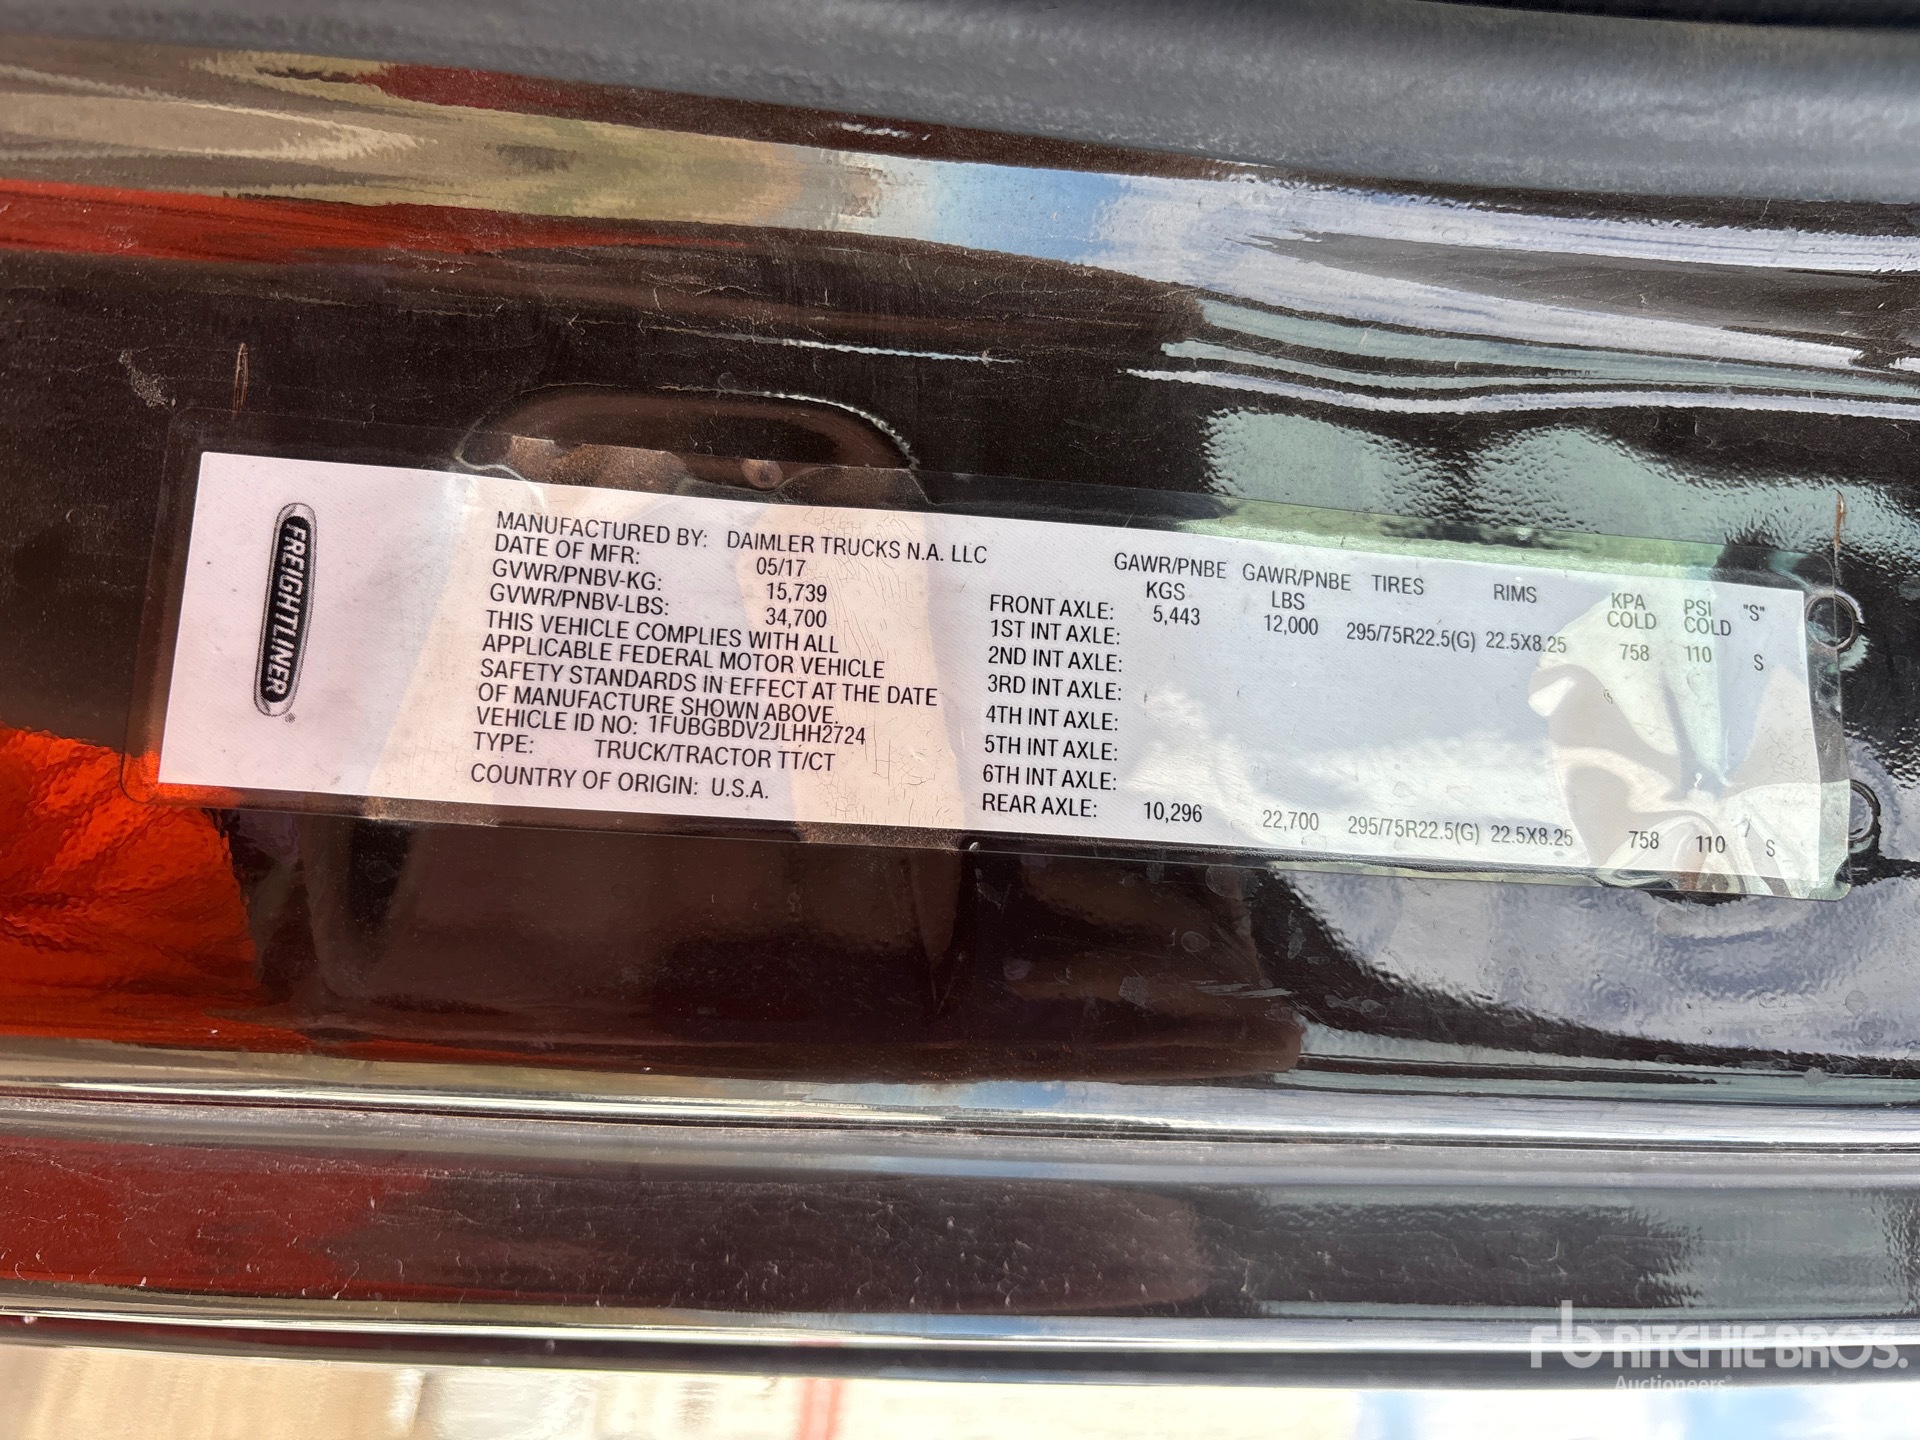 FREIGHTLINER®
MANUFACTURED BY: DAIMLER TRUCKS N.A. LLC
DATE OF MFR: 05/17
GVWR/PNBV-KG: 15,739
GVWR/PNBV-LBS: 34,700
THIS VEHICLE COMPLIES WITH ALL
APPLICABLE FEDERAL MOTOR VEHICLE
SAFETY STANDARDS IN EFFECT AT THE DATE
OF MANUFACTURE SHOWN ABOVE.
VEHICLE ID NO: 1FUBGBDV2JLHH2724
TYPE: TRUCK/TRACTOR TT/CT
COUNTRY OF ORIGIN: U.S.A.
GAWR/PNBE GAWR/PNBE TIRES RIMS KPA PSI "S"
KGS LBS COLD COLD
FRONT AXLE: 5,443 12,000 295/75R22.5(G) 22.5X8.25 758 110 S
1ST INT AXLE:
2ND INT AXLE:
3RD INT AXLE:
4TH INT AXLE:
5TH INT AXLE:
6TH INT AXLE:
REAR AXLE: 10,296 22,700 295/75R22.5(G) 22.5X8.25 758 110 S
rb RITCHIE BROS.
Auctioneers